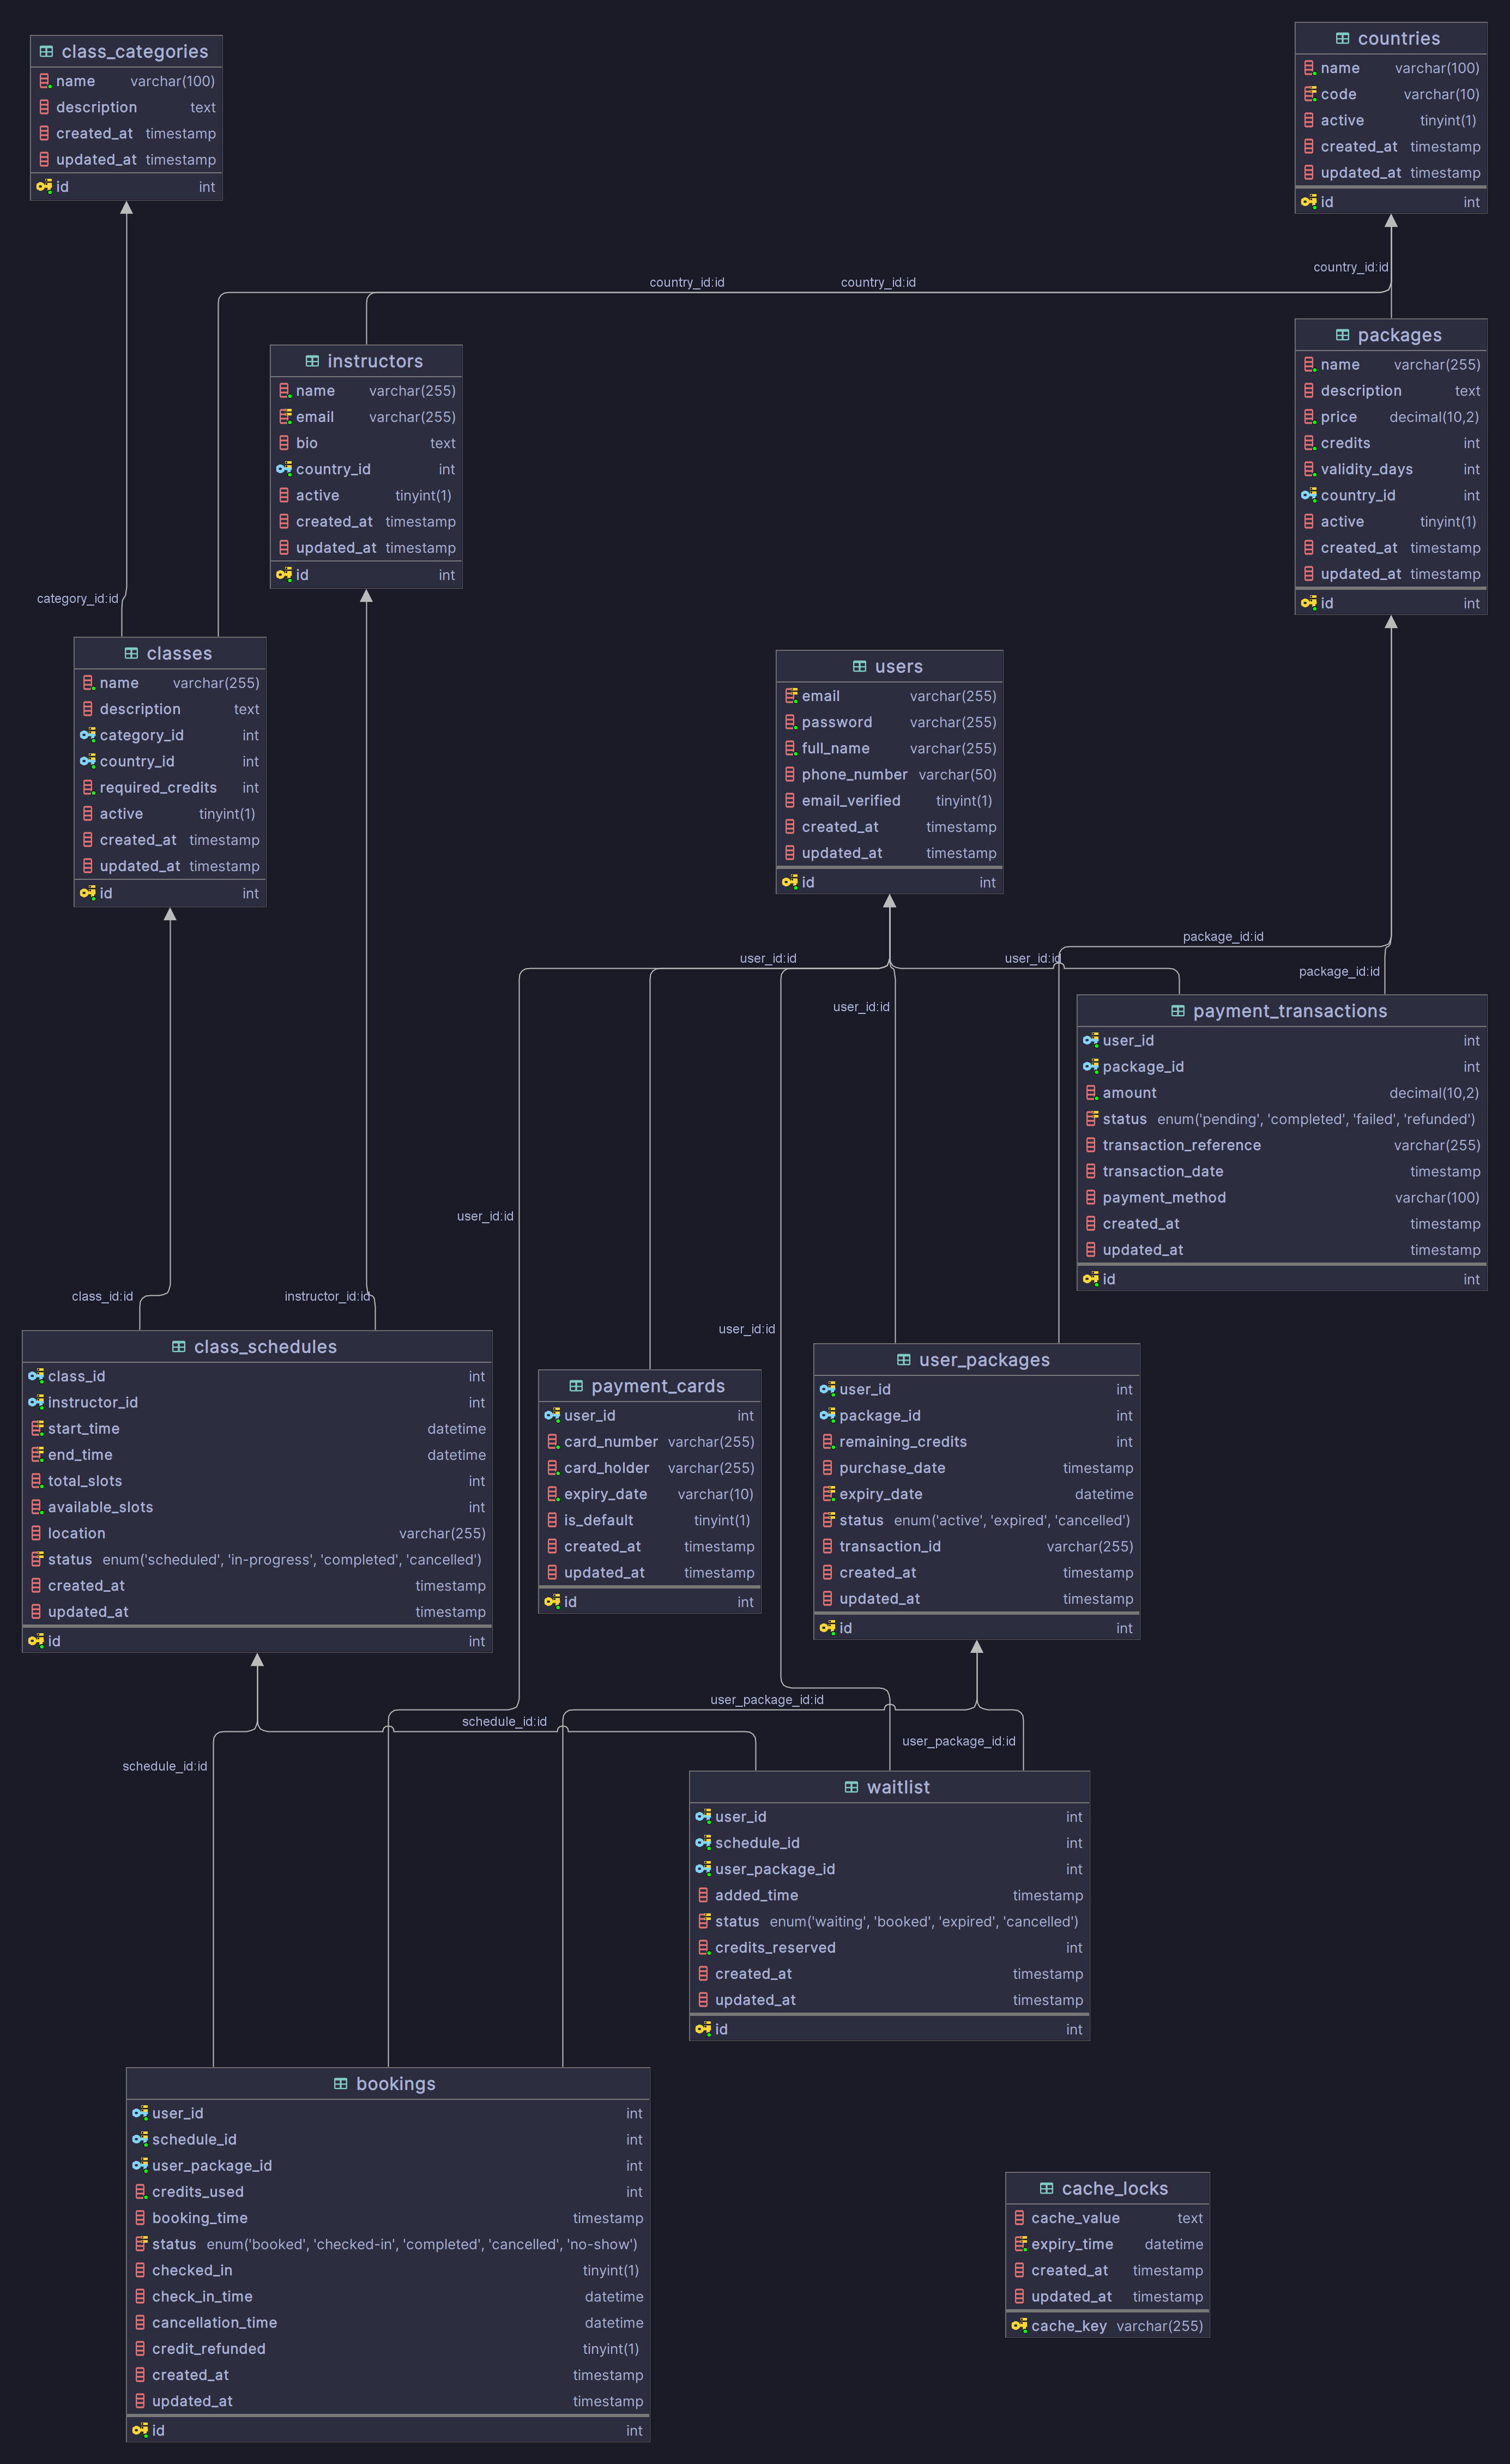 class_categories
name varchar(100)
description text
created_at timestamp
updated_at timestamp
id int
countries
name varchar(100)
code varchar(10)
active tinyint(1)
created_at timestamp
updated_at timestamp
id int
country_id:id
country_id:id
country_id:id
instructors
name varchar(255)
email varchar(255)
bio text
country_id int
active tinyint(1)
created_at timestamp
updated_at timestamp
id int
packages
name varchar(255)
description text
price decimal(10,2)
credits int
validity_days int
country_id int
active tinyint(1)
created_at timestamp
updated_at timestamp
id int
category_id:id
classes
name varchar(255)
description text
category_id int
country_id int
required_credits int
active tinyint(1)
created_at timestamp
updated_at timestamp
id int
users
email varchar(255)
password varchar(255)
full_name varchar(255)
phone_number varchar(50)
email_verified tinyint(1)
created_at timestamp
updated_at timestamp
id int
package_id:id
user_id:id
user_id:id
package_id:id
user_id:id
payment_transactions
user_id int
package_id int
amount decimal(10,2)
status enum('pending', 'completed', 'failed', 'refunded')
transaction_reference varchar(255)
transaction_date timestamp
payment_method varchar(100)
created_at timestamp
updated_at timestamp
id int
user_id:id
class_id:id
instructor_id:id
user_id:id
class_schedules
class_id int
instructor_id int
start_time datetime
end_time datetime
total_slots int
available_slots int
location varchar(255)
status enum('scheduled', 'in-progress', 'completed', 'cancelled')
created_at timestamp
updated_at timestamp
id int
payment_cards
user_id int
card_number varchar(255)
card_holder varchar(255)
expiry_date varchar(10)
is_default tinyint(1)
created_at timestamp
updated_at timestamp
id int
user_packages
user_id int
package_id int
remaining_credits int
purchase_date timestamp
expiry_date datetime
status enum('active', 'expired', 'cancelled')
transaction_id varchar(255)
created_at timestamp
updated_at timestamp
id int
user_package_id:id
schedule_id:id
user_package_id:id
schedule_id:id
waitlist
user_id int
schedule_id int
user_package_id int
added_time timestamp
status enum('waiting', 'booked', 'expired', 'cancelled')
credits_reserved int
created_at timestamp
updated_at timestamp
id int
bookings
user_id int
schedule_id int
user_package_id int
credits_used int
booking_time timestamp
status enum('booked', 'checked-in', 'completed', 'cancelled', 'no-show')
checked_in tinyint(1)
check_in_time datetime
cancellation_time datetime
credit_refunded tinyint(1)
created_at timestamp
updated_at timestamp
id int
cache_locks
cache_value text
expiry_time datetime
created_at timestamp
updated_at timestamp
cache_key varchar(255)